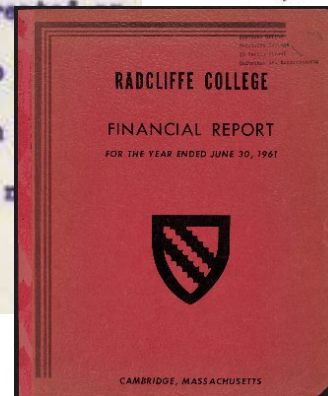 RADCLIFFE COLLEGE
FINANCIAL REPORT
FOR THE YEAR ENDED JUNE 30, 1961
CAMBRIDGE, MASSACHUSETTS